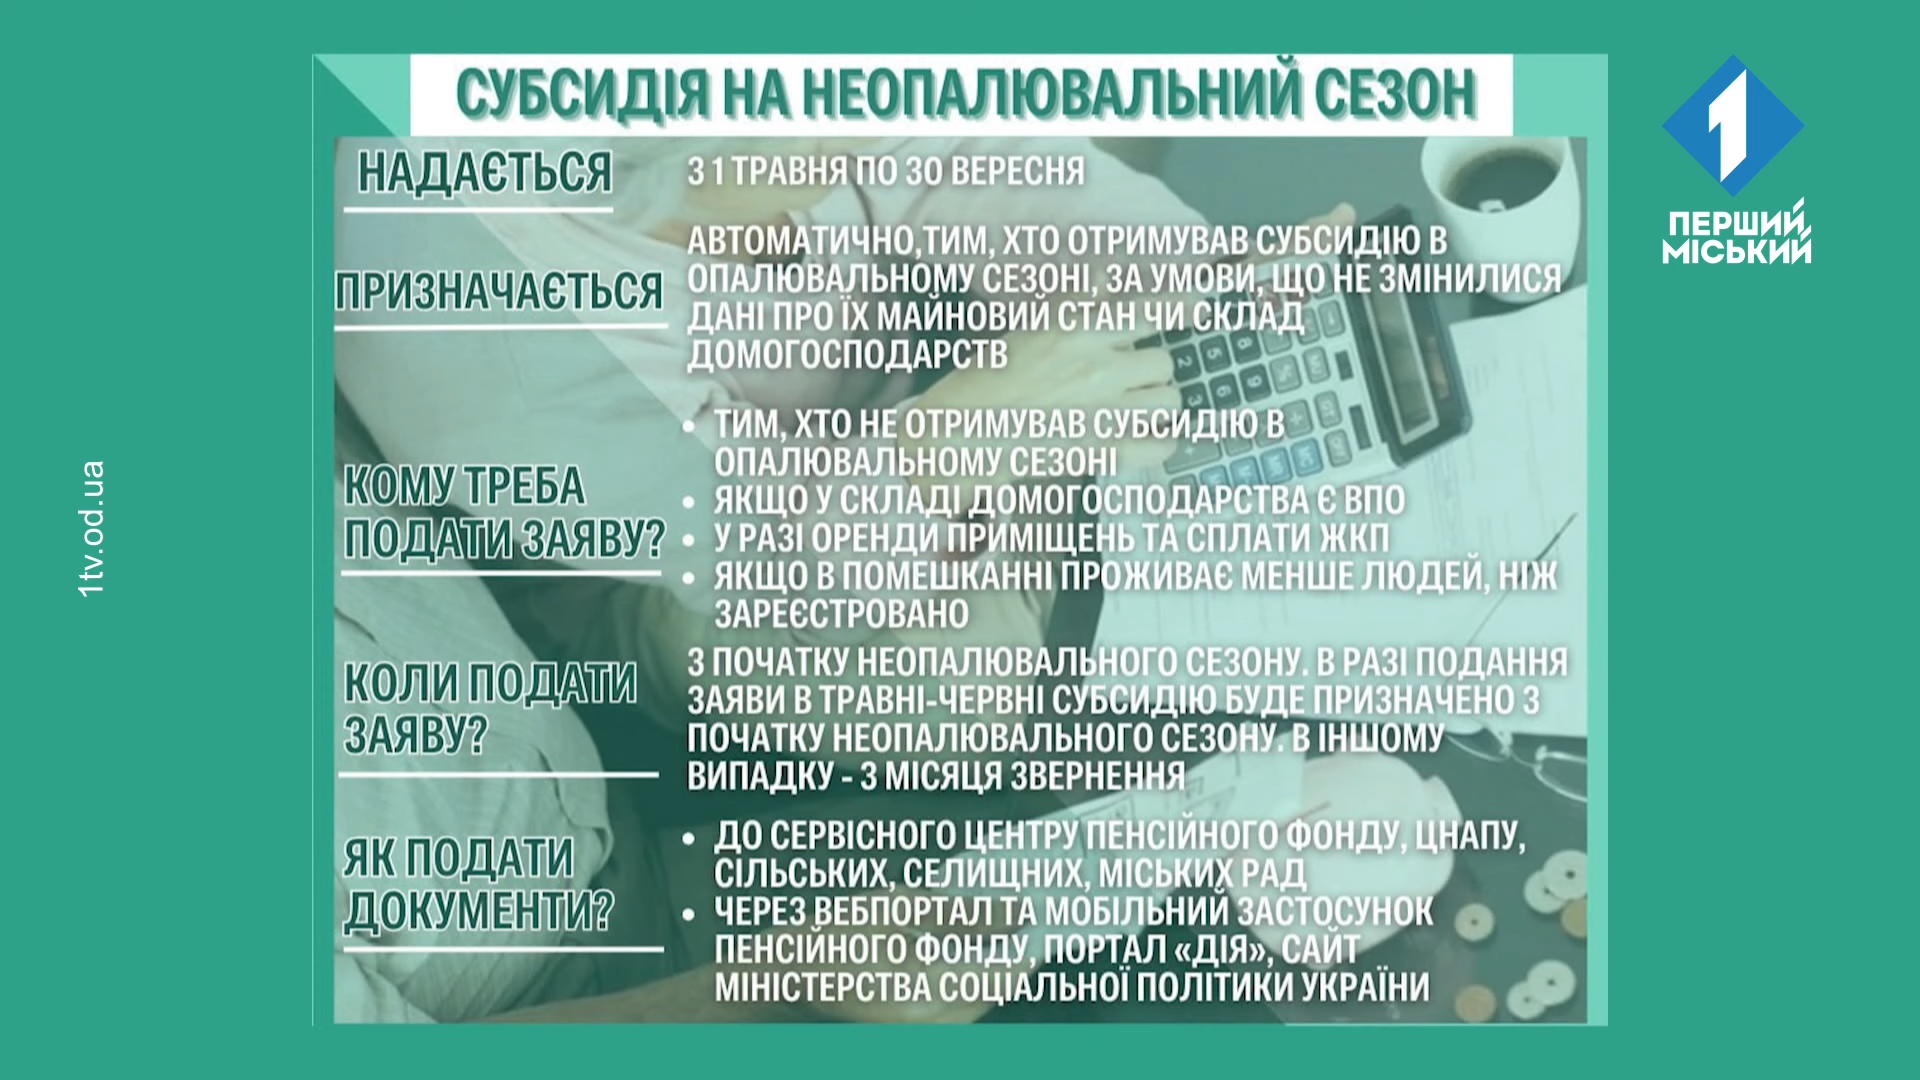 СУБСИДІЯ НА НЕОПАЛЮВАЛЬНИЙ СЕЗОН
НАДАЄТЬСЯ
З 1 ТРАВНЯ ПО 30 ВЕРЕСНЯ
ПРИЗНАЧАЄТЬСЯ
АВТОМАТИЧНО,ТИМ, ХТО ОТРИМУВАВ СУБСИДІЮ В
ОПАЛЮВАЛЬНОМУ СЕЗОНІ, ЗА УМОВИ, ЩО НЕ ЗМІНИЛИСЯ
ДАНІ ПРО ЇХ МАЙНОВИЙ СТАН ЧИ СКЛАД
ДОМОГОСПОДАРСТВ
КОМУ ТРЕБА
ПОДАТИ ЗАЯВУ?
• ТИМ, ХТО НЕ ОТРИМУВАВ СУБСИДІЮ В
ОПАЛЮВАЛЬНОМУ СЕЗОНІ
• ЯКЩО У СКЛАДІ ДОМОГОСПОДАРСТВА Є ВПО
• У РАЗІ ОРЕНДИ ПРИМІЩЕНЬ ТА СПЛАТИ ЖКП
• ЯКЩО В ПОМЕШКАННІ ПРОЖИВАЄ МЕНШЕ ЛЮДЕЙ, НІЖ
ЗАРЕЄСТРОВАНО
КОЛИ ПОДАТИ
ЗАЯВУ?
З ПОЧАТКУ НЕОПАЛЮВАЛЬНОГО СЕЗОНУ. В РАЗІ ПОДАННЯ
ЗАЯВИ В ТРАВНІ-ЧЕРВНІ СУБСИДІЮ БУДЕ ПРИЗНАЧЕНО З
ПОЧАТКУ НЕОПАЛЮВАЛЬНОГО СЕЗОНУ. В ІНШОМУ
ВИПАДКУ - З МІСЯЦЯ ЗВЕРНЕННЯ
ЯК ПОДАТИ
ДОКУМЕНТИ?
• ДО СЕРВІСНОГО ЦЕНТРУ ПЕНСІЙНОГО ФОНДУ, ЦНАПУ,
СІЛЬСЬКИХ, СЕЛИЩНИХ, МІСЬКИХ РАД
• ЧЕРЕЗ ВЕБПОРТАЛ ТА МОБІЛЬНИЙ ЗАСТОСУНОК
ПЕНСІЙНОГО ФОНДУ, ПОРТАЛ «ДІЯ», САЙТ
МІНІСТЕРСТВА СОЦІАЛЬНОЇ ПОЛІТИКИ УКРАЇНИ
1
ПЕРШИЙ
МІСЬКИЙ
1tv.od.ua